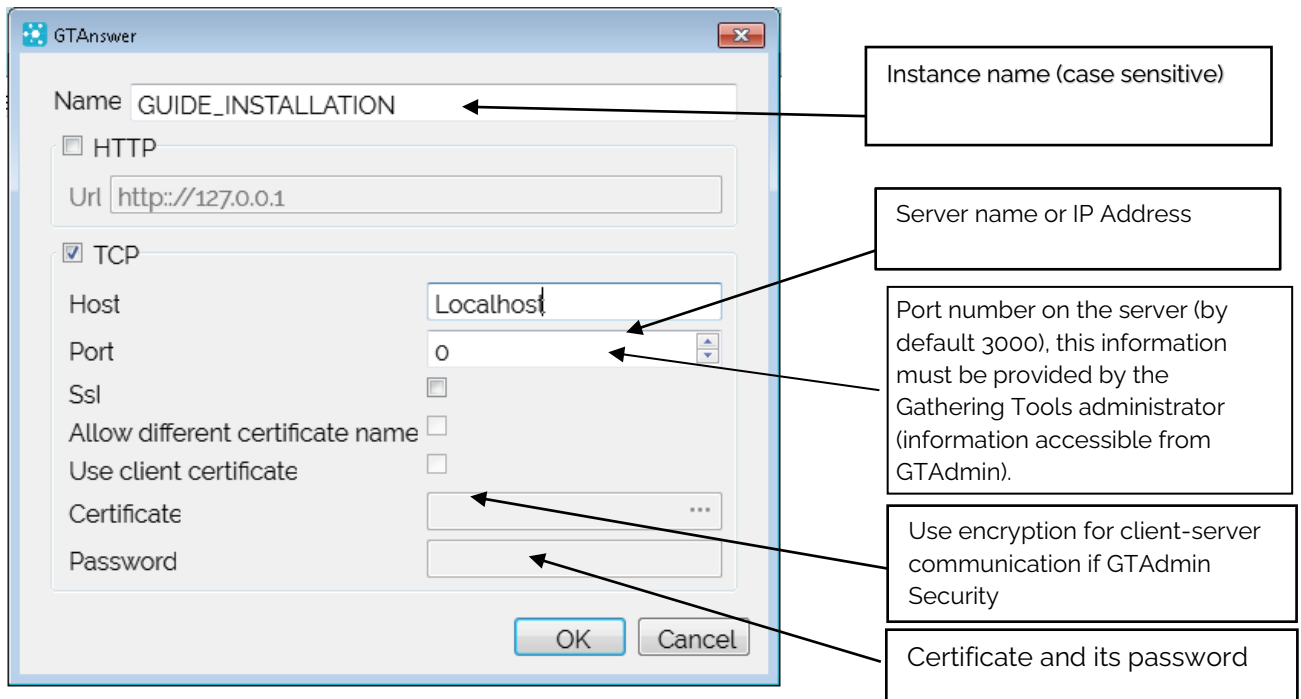 GTAnswer
Name GUIDE_INSTALLATION
HTTP
Url http:://127.0.0.1
TCP
Host Localhost
Port 0
Ssl
Allow different certificate name
Use client certificate
Certificate ...
Password
OK Cancel
Instance name (case sensitive)
Server name or IP Address
Port number on the server (by
default 3000), this information
must be provided by the
Gathering Tools administrator
(information accessible from
GTAdmin).
Use encryption for client-server
communication if GTAdmin
Security
Certificate and its password